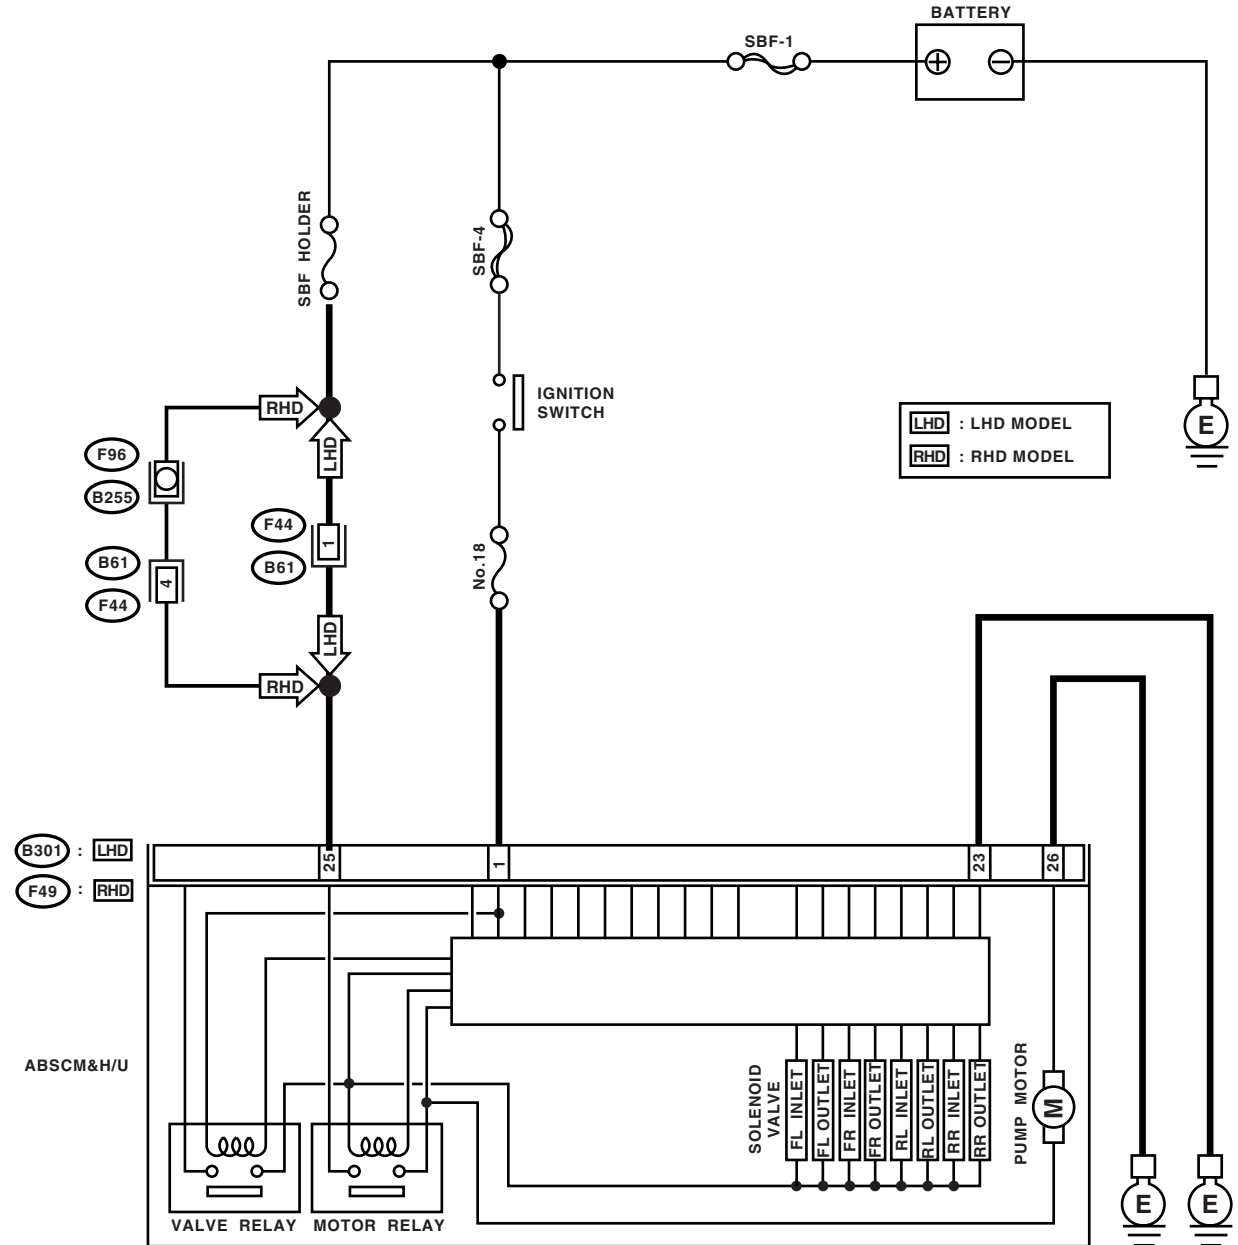 BATTERY
SBF-1
SBF HOLDER
SBF-4
IGNITION
SWITCH
LHD : LHD MODEL
RHD : RHD MODEL
E
RHD
LHD
F96
B255
F44
1
B61
B61
4
F44
No.18
LHD
RHD
B301 : LHD
F49 : RHD
25
1
23
26
ABSCM&H/U
SOLENOID
VALVE
FL INLET
FL OUTLET
FR INLET
FR OUTLET
RL INLET
RL OUTLET
RR INLET
RR OUTLET
PUMP MOTOR
M
VALVE RELAY
MOTOR RELAY
E
E